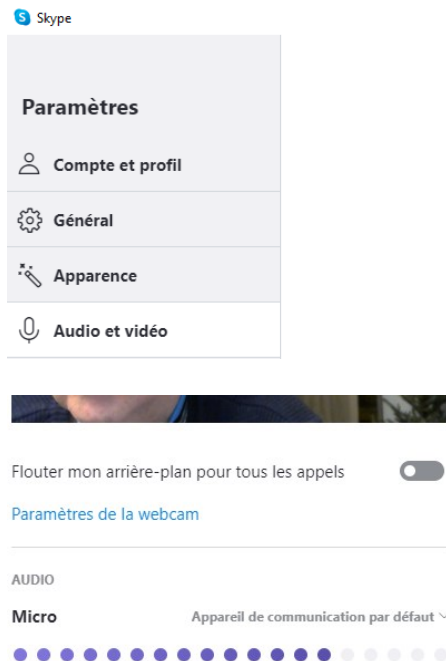 Skype
Paramètres
Compte et profil
Général
Apparence
Audio et vidéo
Flouter mon arrière-plan pour tous les appels
Paramètres de la webcam
AUDIO
Micro Appareil de communication par défaut